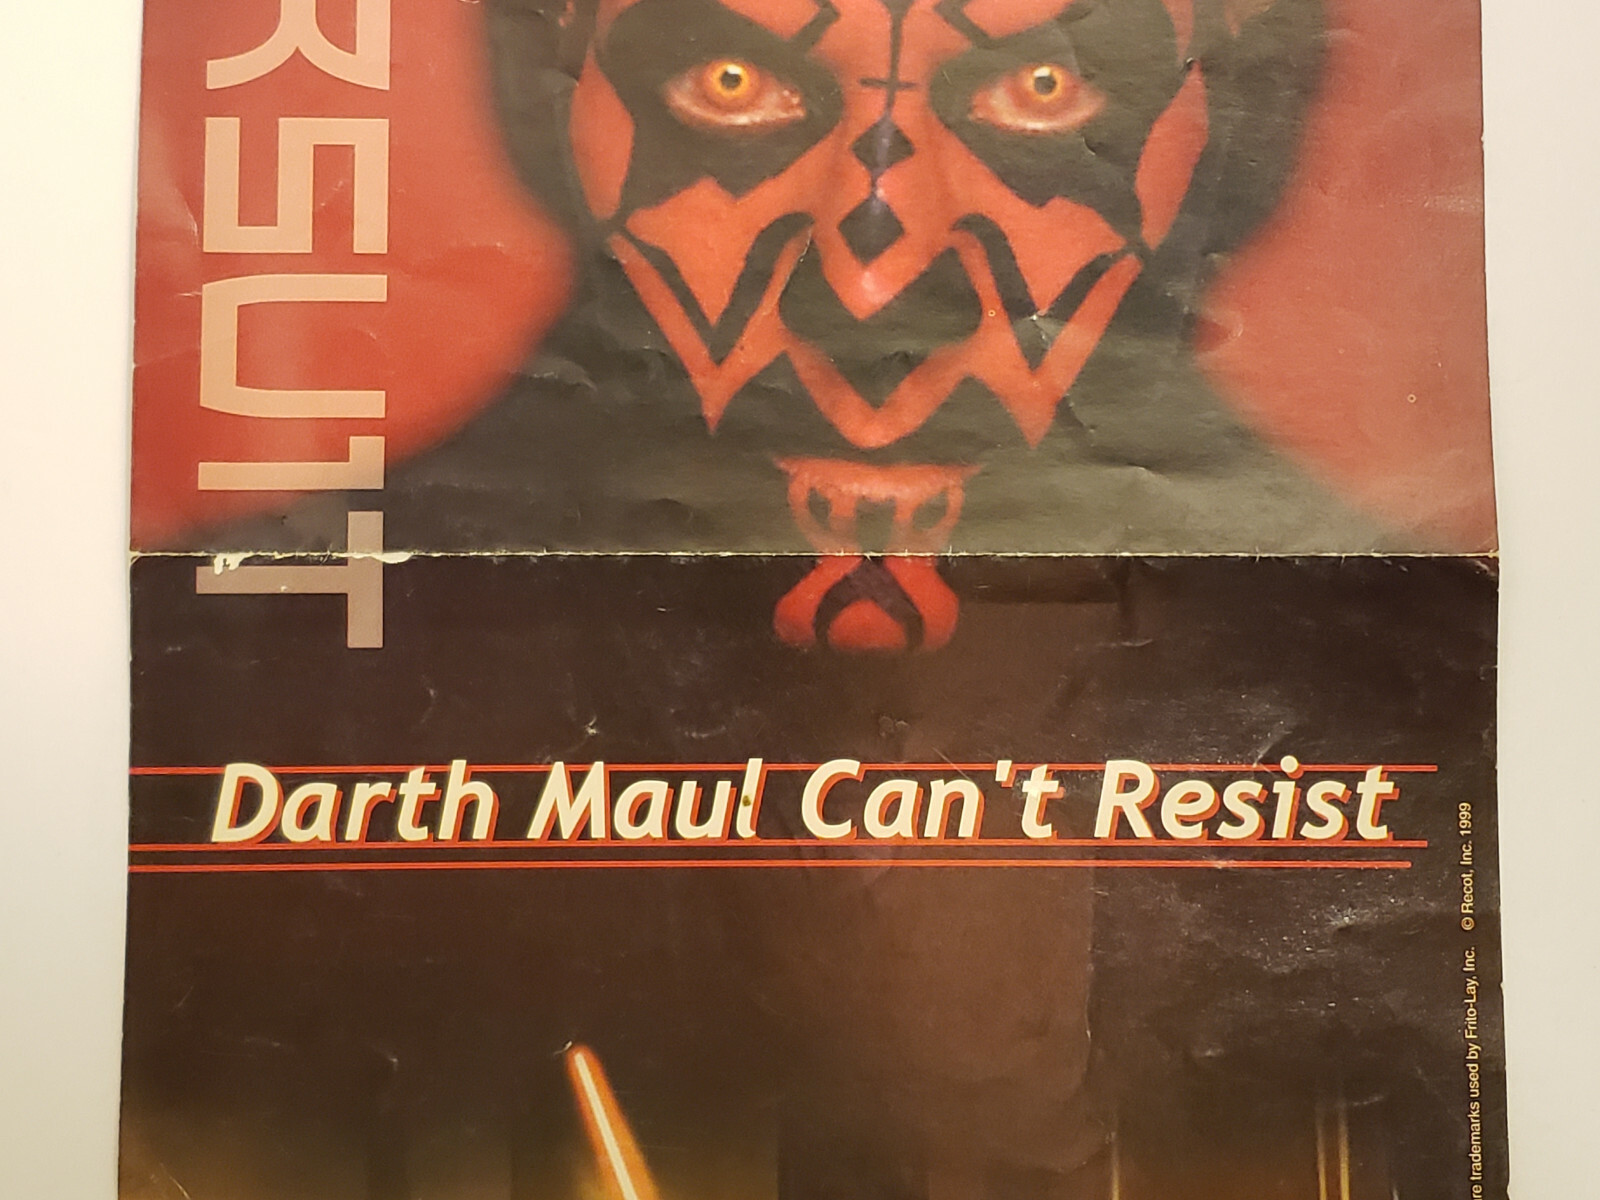 RSUIT
Darth Maul Can't Resist
re trademarks used by Frito-Lay, Inc. © Recot, Inc. 1999